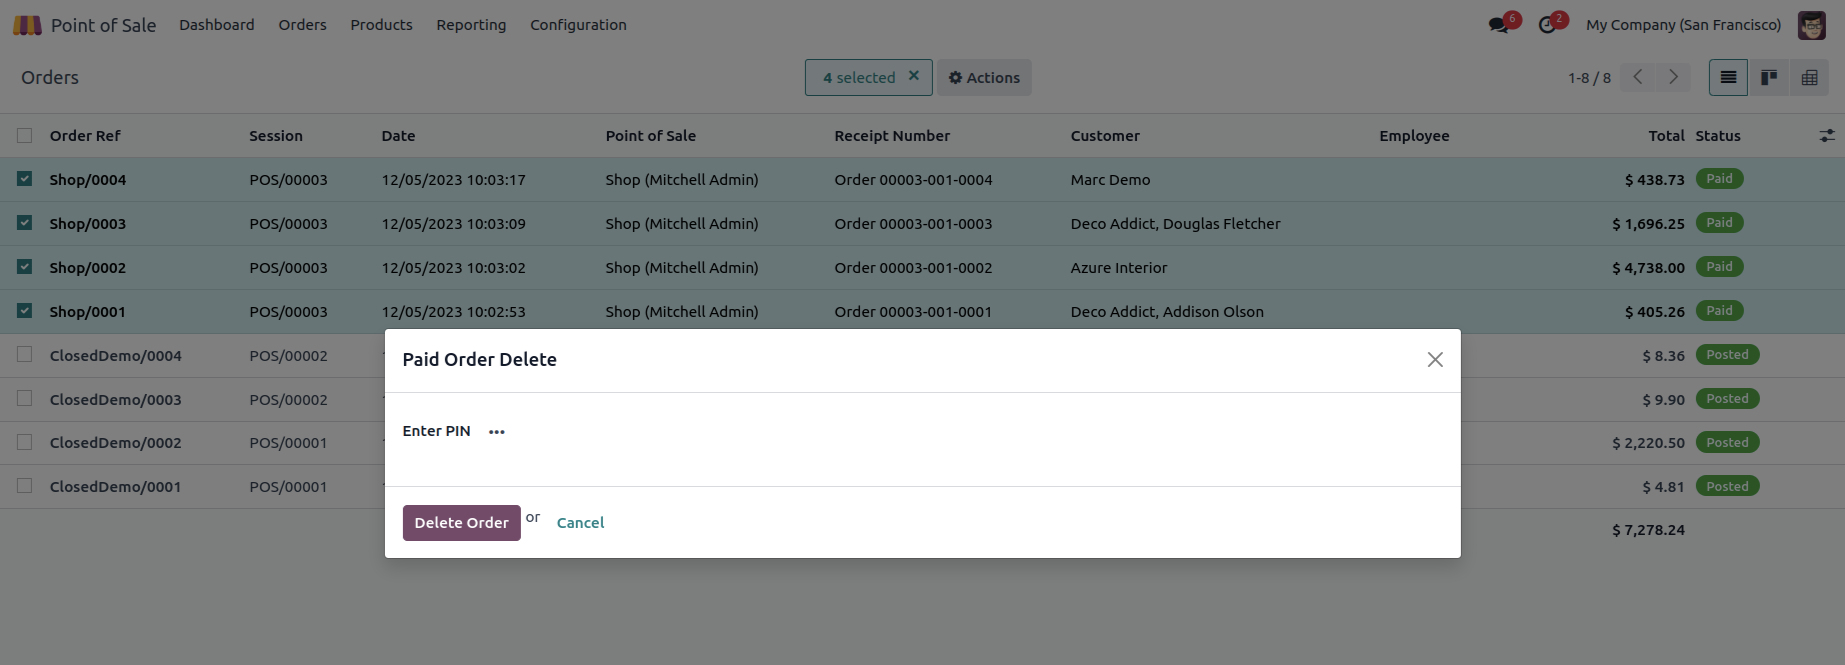 Point of Sale Dashboard Orders Products Reporting Configuration 6 2 My Company (San Francisco)
Orders 4 selected Actions 1-8 / 8
Order Ref Session Date Point of Sale Receipt Number Customer Employee Total Status
Shop/0004 POS/00003 12/05/2023 10:03:17 Shop (Mitchell Admin) Order 00003-001-0004 Marc Demo $ 438.73 Paid
Shop/0003 POS/00003 12/05/2023 10:03:09 Shop (Mitchell Admin) Order 00003-001-0003 Deco Addict, Douglas Fletcher $ 1,696.25 Paid
Shop/0002 POS/00003 12/05/2023 10:03:02 Shop (Mitchell Admin) Order 00003-001-0002 Azure Interior $ 4,738.00 Paid
Shop/0001 POS/00003 12/05/2023 10:02:53 Shop (Mitchell Admin) Order 00003-001-0001 Deco Addict, Addison Olson $ 405.26 Paid
ClosedDemo/0004 POS/00002 $ 8.36 Posted
ClosedDemo/0003 POS/00002 $ 9.90 Posted
ClosedDemo/0002 POS/00001 $ 2,220.50 Posted
ClosedDemo/0001 POS/00001 $ 4.81 Posted
$ 7,278.24
Paid Order Delete
Enter PIN •••
Delete Order or Cancel